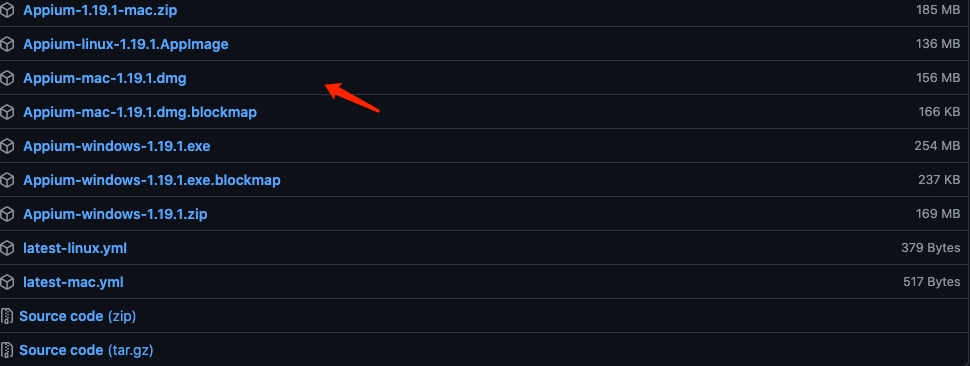 Appium-1.19.1-mac.zip 185 MB
Appium-linux-1.19.1.AppImage 136 MB
Appium-mac-1.19.1.dmg 156 MB
Appium-mac-1.19.1.dmg.blockmap 166 KB
Appium-windows-1.19.1.exe 254 MB
Appium-windows-1.19.1.exe.blockmap 237 KB
Appium-windows-1.19.1.zip 169 MB
latest-linux.yml 379 Bytes
latest-mac.yml 517 Bytes
Source code (zip)
Source code (tar.gz)